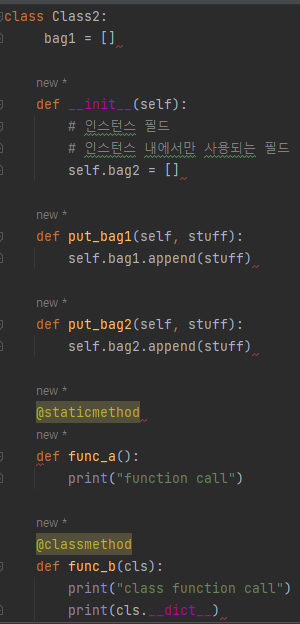 class Class2:
    bag1 = []
    new *
    def __init__(self):
        # 인스턴스 필드
        # 인스턴스 내에서만 사용되는 필드
        self.bag2 = []
    new *
    def put_bag1(self, stuff):
        self.bag1.append(stuff)
    new *
    def put_bag2(self, stuff):
        self.bag2.append(stuff)
    new *
    @staticmethod
    new *
    def func_a():
        print("function call")
    new *
    @classmethod
    def func_b(cls):
        print("class function call")
        print(cls.__dict__)